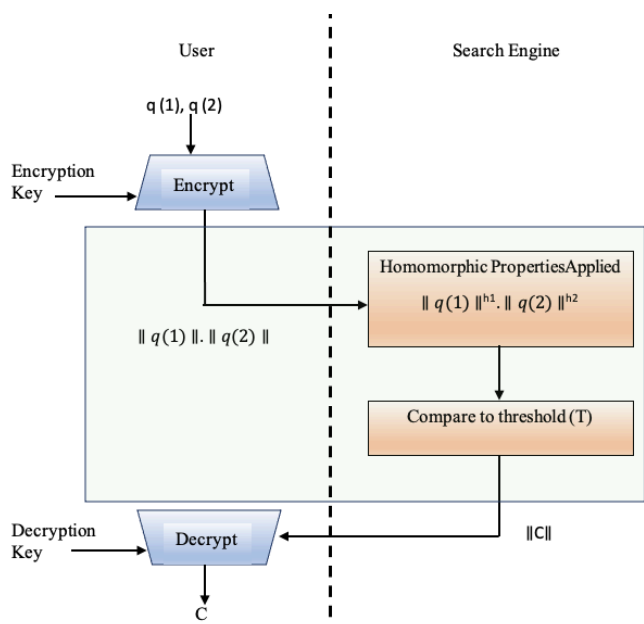 User
Search Engine
q (1), q (2)
Encryption
Key
Encrypt
Homomorphic PropertiesApplied
‖ q(1) ‖ʰ¹. ‖ q(2) ‖ʰ²
‖ q(1) ‖. ‖ q(2) ‖
Compare to threshold (T)
Decryption
Key
Decrypt
‖C‖
C